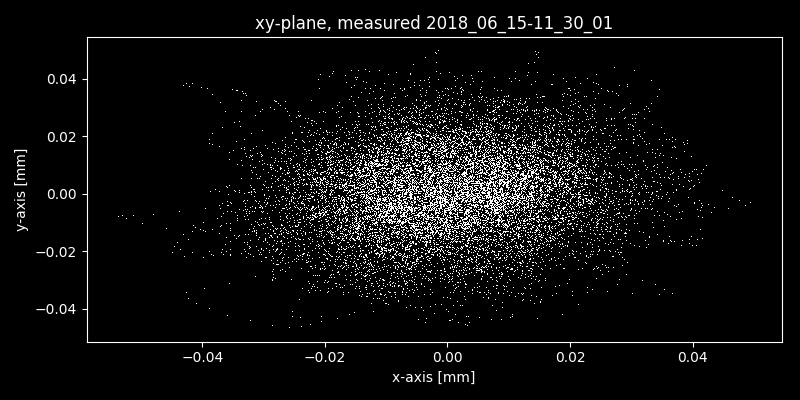 xy-plane, measured 2018_06_15-11_30_01
y-axis [mm]
0.04
0.02
0.00
−0.02
−0.04
−0.04 −0.02 0.00 0.02 0.04
x-axis [mm]